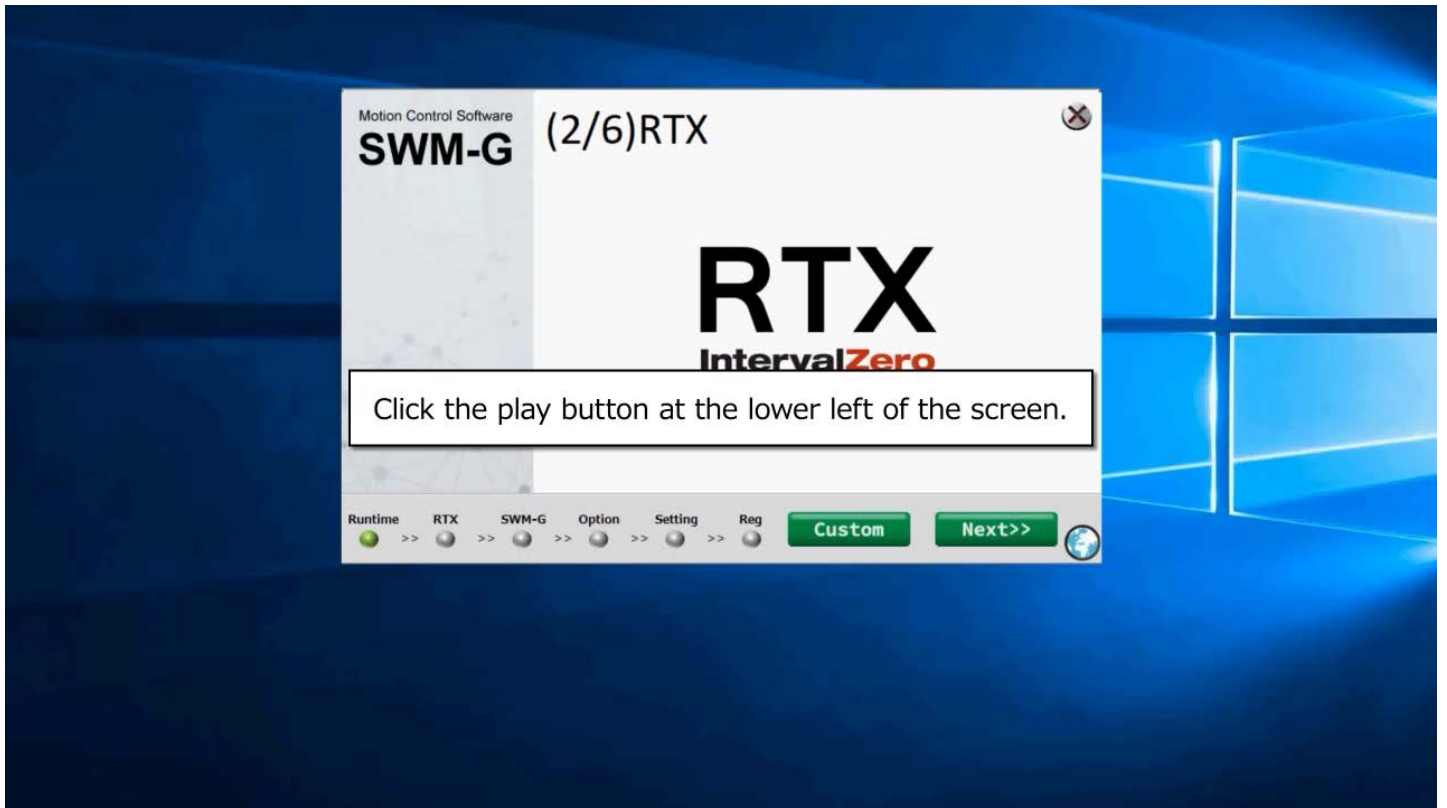 Motion Control Software
SWM-G
(2/6)RTX
RTX
IntervalZero
Click the play button at the lower left of the screen.
Runtime >> RTX >> SWM-G >> Option >> Setting >> Reg
Custom
Next>>